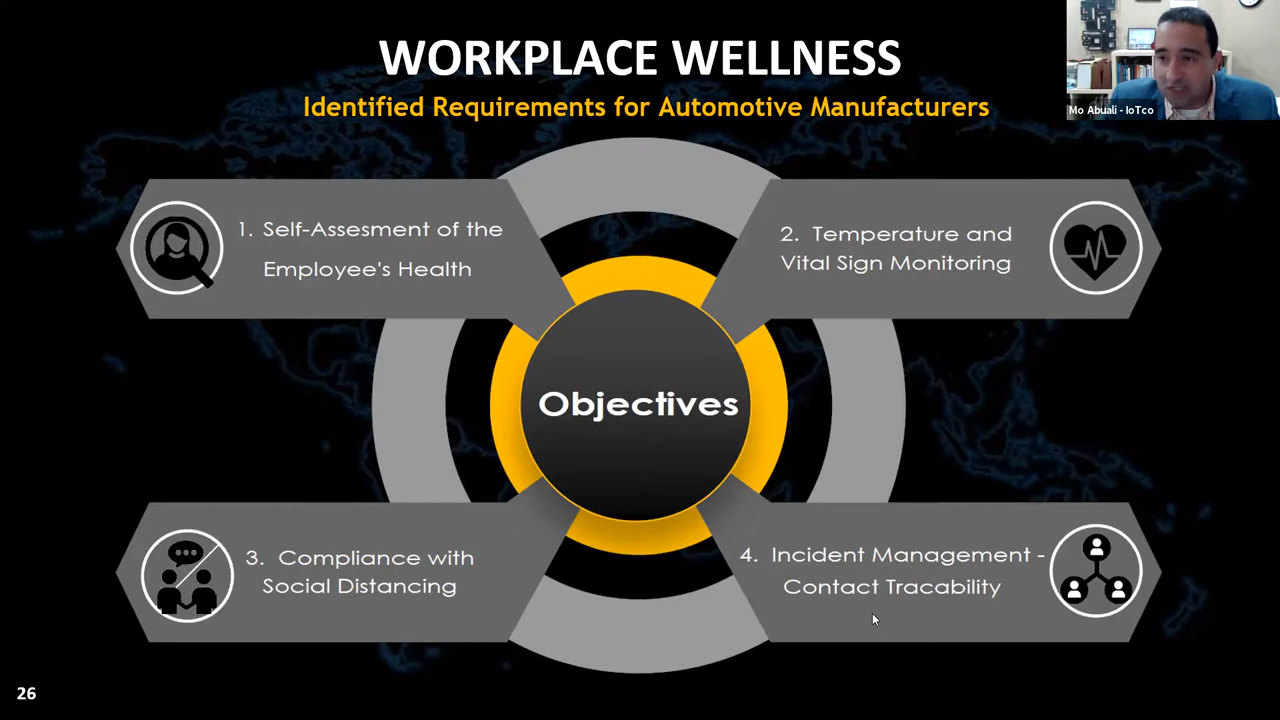 WORKPLACE WELLNESS
Identified Requirements for Automotive Manufacturers
Mo Abuali - IoTco
1. Self-Assesment of the
Employee's Health
2. Temperature and
Vital Sign Monitoring
Objectives
3. Compliance with
Social Distancing
4. Incident Management -
Contact Tracability
26